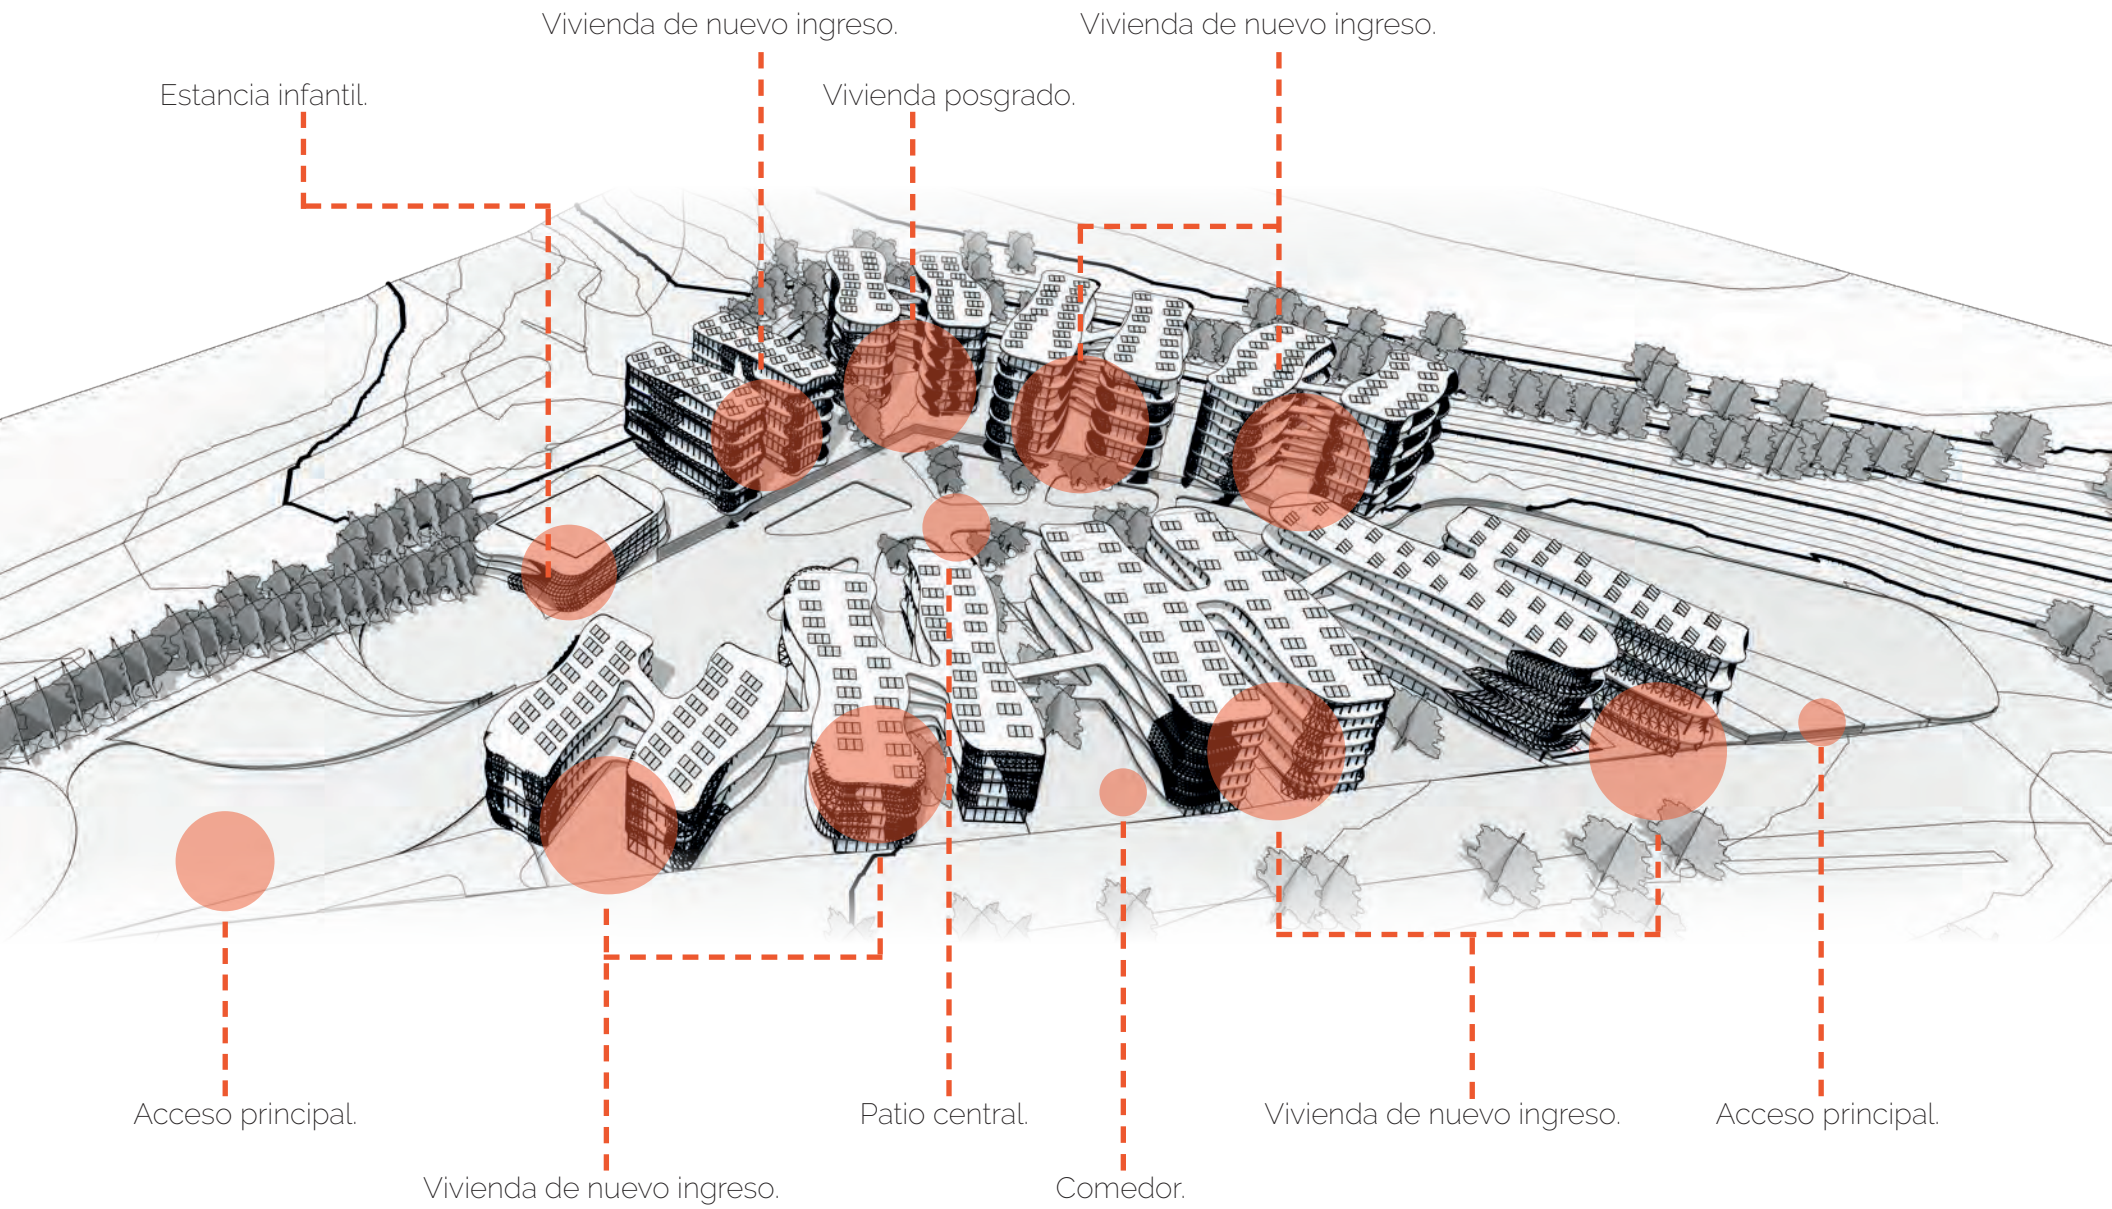 Vivienda de nuevo ingreso.
Vivienda de nuevo ingreso.
Estancia infantil.
Vivienda posgrado.
Acceso principal.
Patio central.
Vivienda de nuevo ingreso.
Acceso principal.
Vivienda de nuevo ingreso.
Comedor.